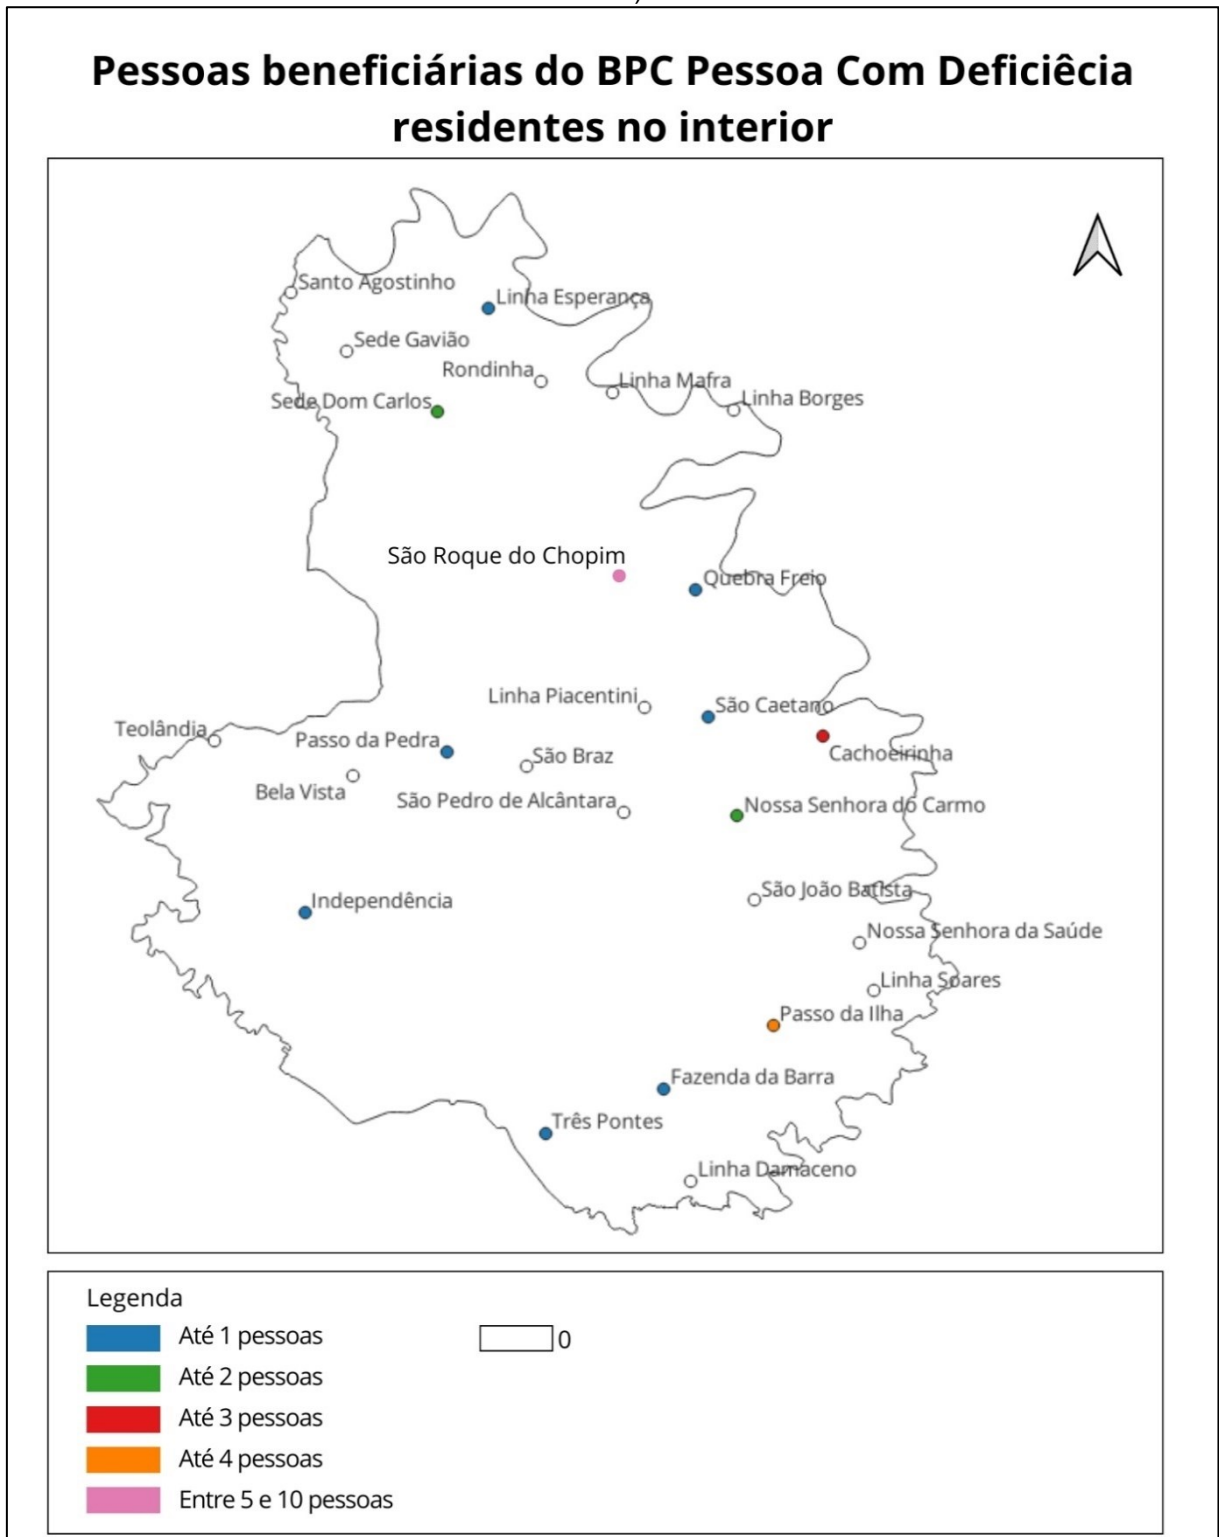 Pessoas beneficiárias do BPC Pessoa Com Deficiêcia
residentes no interior
Santo Agostinho
Linha Esperança
Sede Gavião
Rondinha
Linha Mafra
Sede Dom Carlos
Linha Borges
São Roque do Chopim
Quebra Freio
Linha Piacentini
São Caetano
Teolândia
Passo da Pedra
São Braz
Cachoeirinha
Bela Vista
São Pedro de Alcântara
Nossa Senhora do Carmo
São João Batista
Independência
Nossa Senhora da Saúde
Linha Soares
Passo da Ilha
Fazenda da Barra
Três Pontes
Linha Damaceno
Legenda
Até 1 pessoas
0
Até 2 pessoas
Até 3 pessoas
Até 4 pessoas
Entre 5 e 10 pessoas